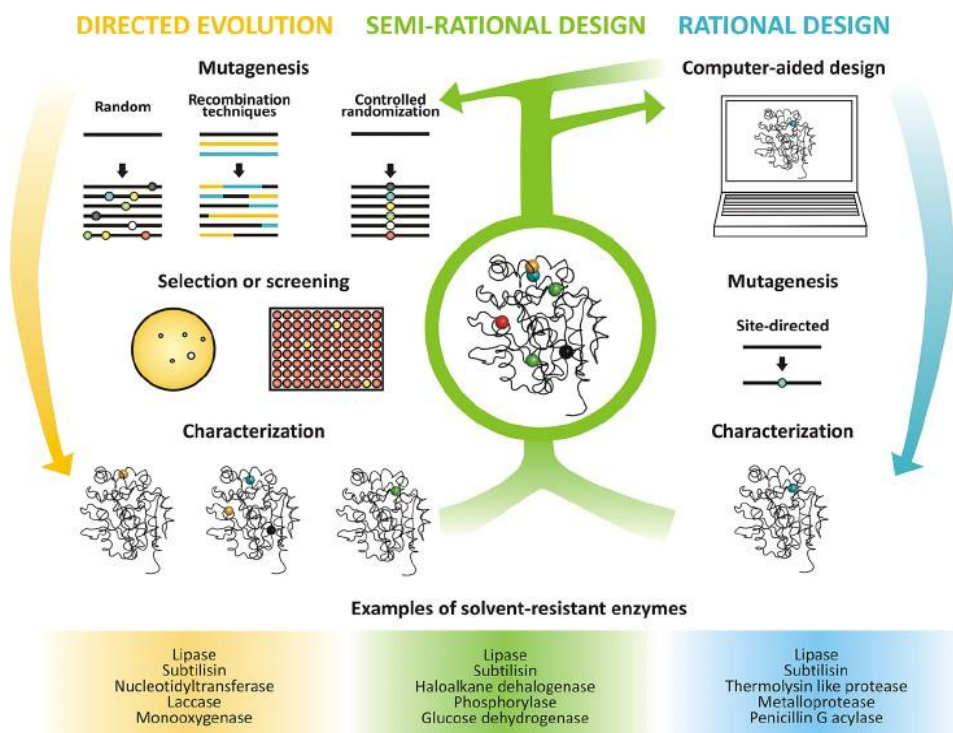 DIRECTED EVOLUTION
SEMI-RATIONAL DESIGN
RATIONAL DESIGN
Mutagenesis
Random
Recombination
techniques
Controlled
randomization
Selection or screening
Characterization
Computer-aided design
Mutagenesis
Site-directed
Characterization
Examples of solvent-resistant enzymes
Lipase
Subtilisin
Nucleotidyltransferase
Laccase
Monooxygenase
Lipase
Subtilisin
Haloalkane dehalogenase
Phosphorylase
Glucose dehydrogenase
Lipase
Subtilisin
Thermolysin like protease
Metalloprotease
Penicillin G acylase